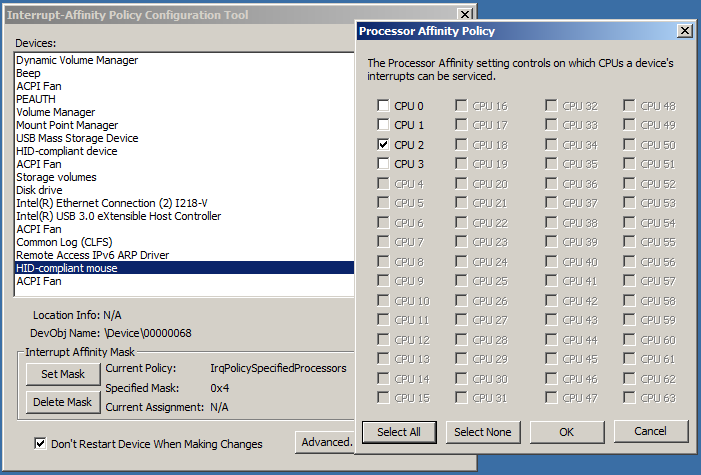 Interrupt-Affinity Policy Configuration Tool
Devices:
Dynamic Volume Manager
Beep
ACPI Fan
PEAUTH
Volume Manager
Mount Point Manager
USB Mass Storage Device
HID-compliant device
ACPI Fan
Storage volumes
Disk drive
Intel(R) Ethernet Connection (2) I218-V
Intel(R) USB 3.0 eXtensible Host Controller
ACPI Fan
Common Log (CLFS)
Remote Access IPv6 ARP Driver
HID-compliant mouse
ACPI Fan
Location Info: N/A
DevObj Name: \Device\00000068
Interrupt Affinity Mask
Set Mask
Delete Mask
Current Policy: IrqPolicySpecifiedProcessors
Specified Mask: 0x4
Current Assignment: N/A
Don't Restart Device When Making Changes
Advanced.
Processor Affinity Policy
The Processor Affinity setting controls on which CPUs a device's
interrupts can be serviced.
CPU 0 CPU 16 CPU 32 CPU 48
CPU 1 CPU 17 CPU 33 CPU 49
CPU 2 CPU 18 CPU 34 CPU 50
CPU 3 CPU 19 CPU 35 CPU 51
CPU 4 CPU 20 CPU 36 CPU 52
CPU 5 CPU 21 CPU 37 CPU 53
CPU 6 CPU 22 CPU 38 CPU 54
CPU 7 CPU 23 CPU 39 CPU 55
CPU 8 CPU 24 CPU 40 CPU 56
CPU 9 CPU 25 CPU 41 CPU 57
CPU 10 CPU 26 CPU 42 CPU 58
CPU 11 CPU 27 CPU 43 CPU 59
CPU 12 CPU 28 CPU 44 CPU 60
CPU 13 CPU 29 CPU 45 CPU 61
CPU 14 CPU 30 CPU 46 CPU 62
CPU 15 CPU 31 CPU 47 CPU 63
Select All Select None OK Cancel